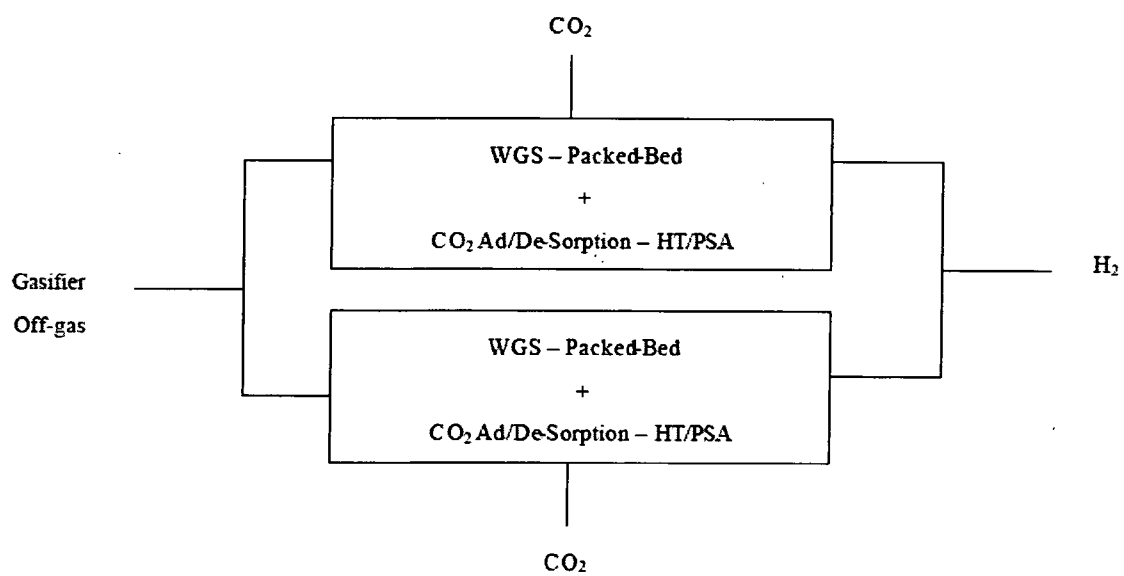 CO₂
WGS – Packed-Bed
+
CO₂ Ad/De-Sorption – HT/PSA
Gasifier
Off-gas
H₂
WGS – Packed-Bed
+
CO₂ Ad/De-Sorption – HT/PSA
CO₂